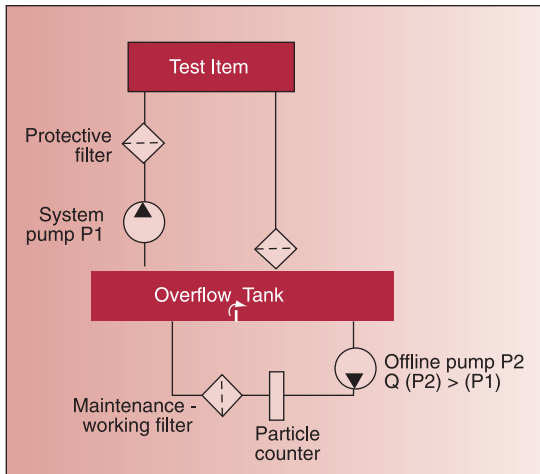 Test Item
Protective
filter
System
pump P1
Overflow Tank
Offline pump P2
Q (P2) > (P1)
Maintenance -
working filter
Particle
counter